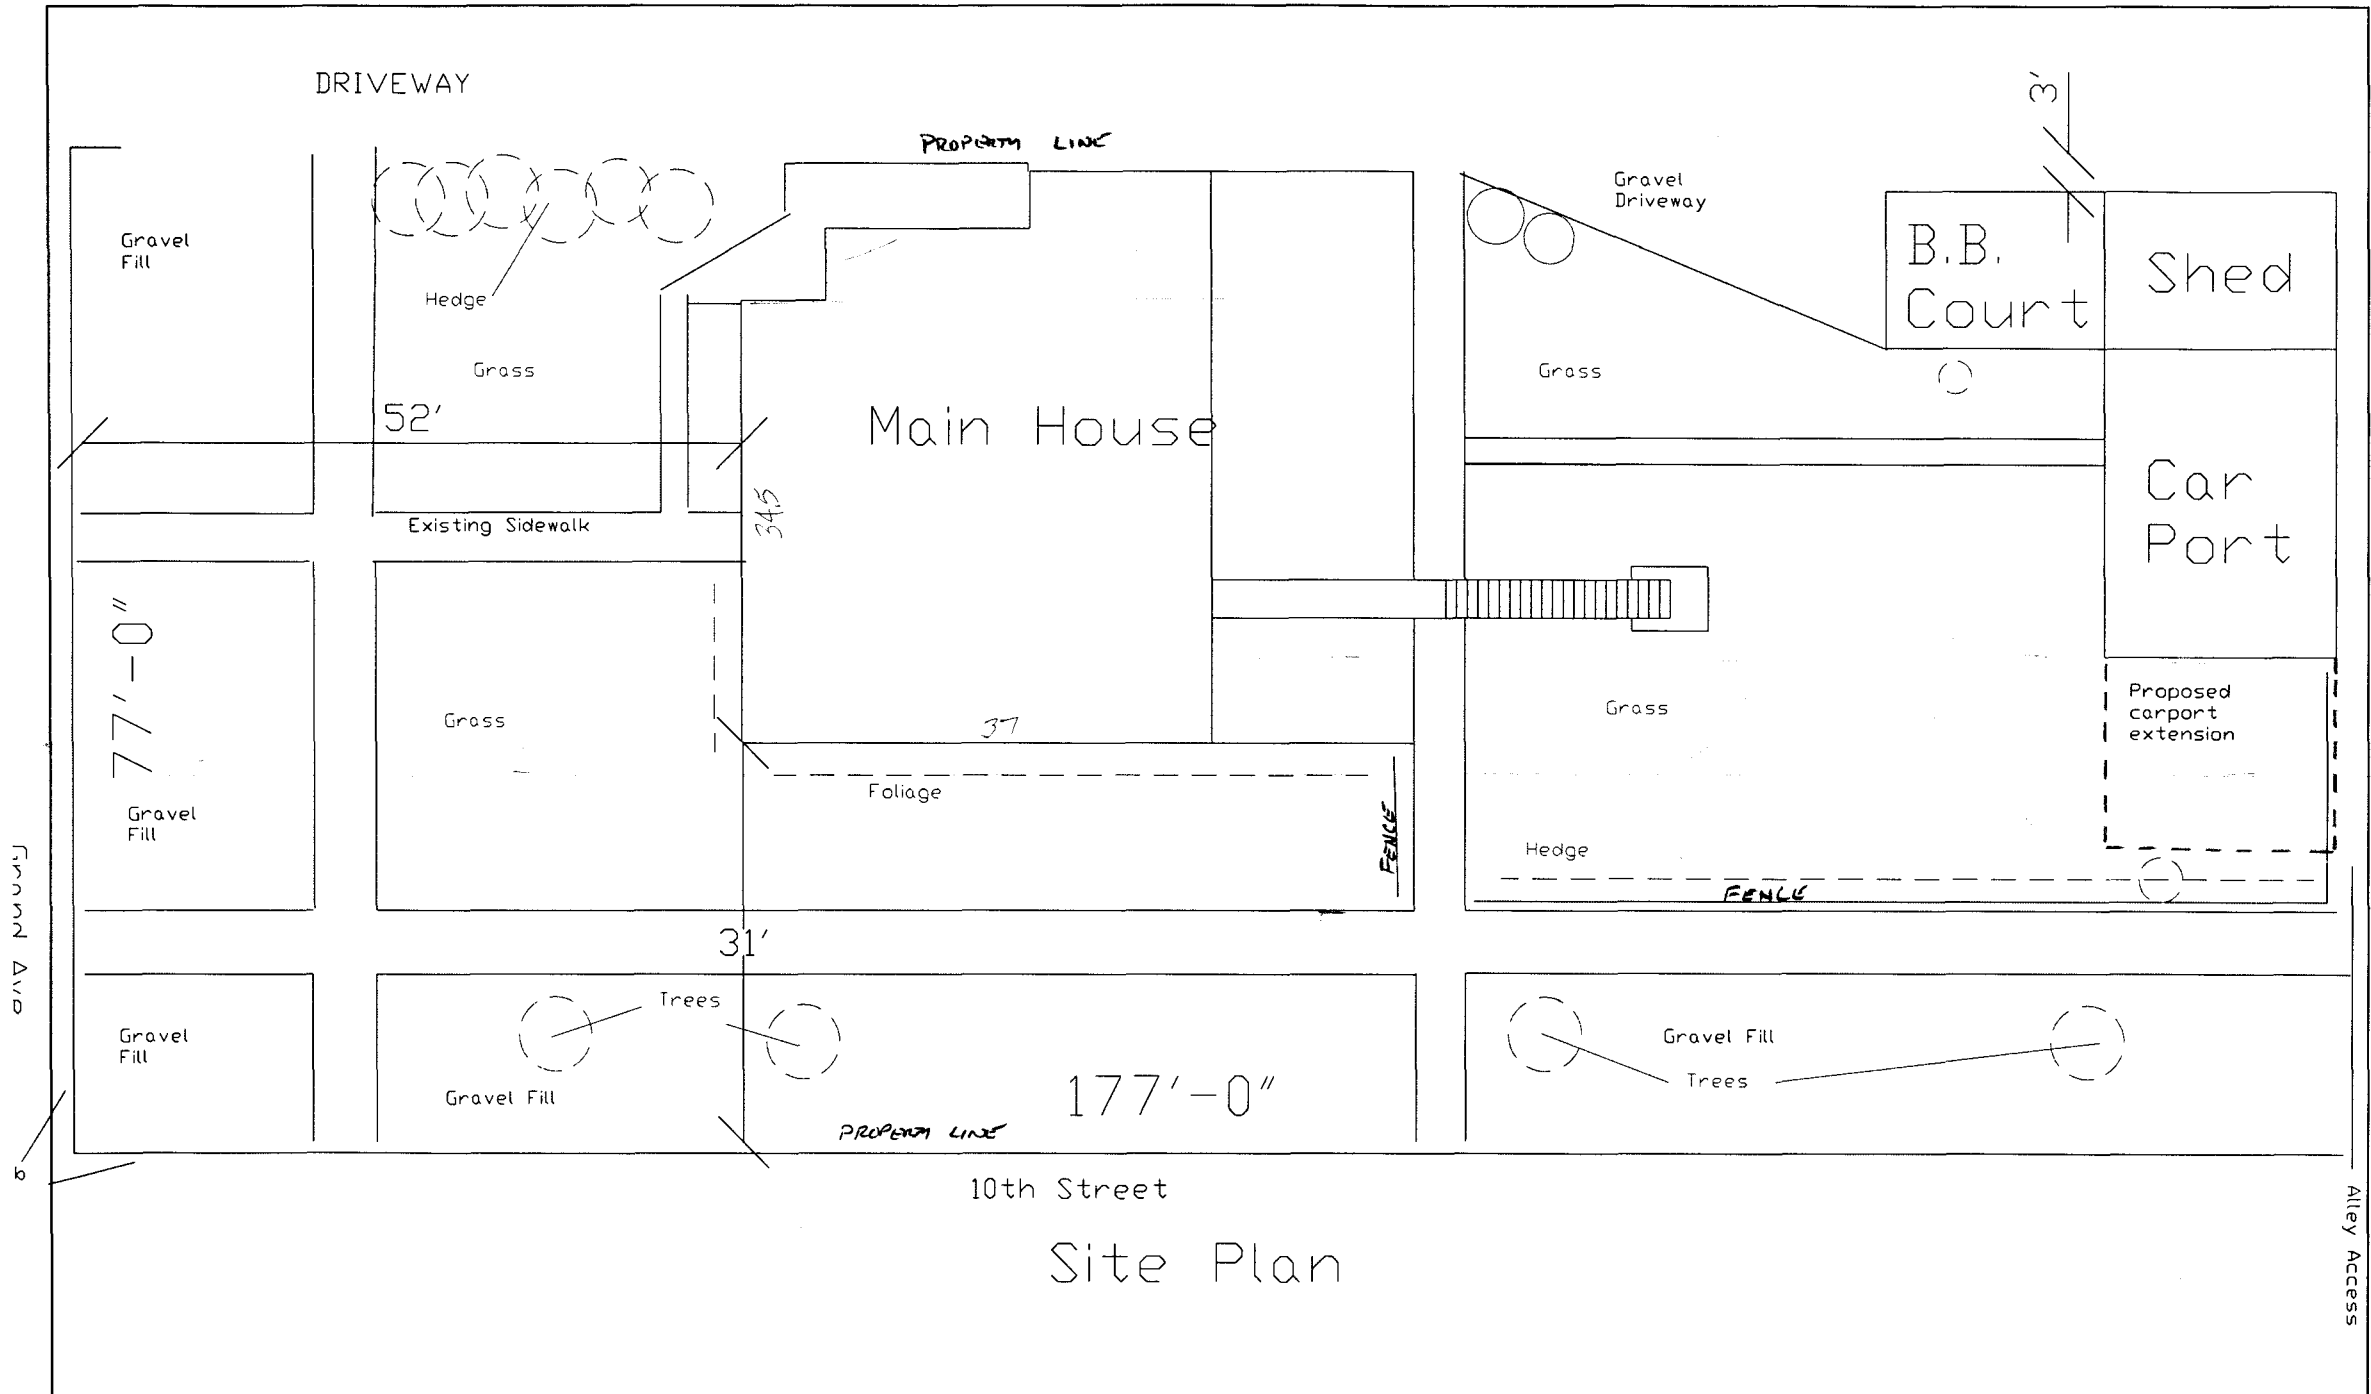 DRIVEWAY
PROPERTY LINE
3'
Gravel
Driveway
Gravel
Fill
B.B.
Court
Shed
Hedge
Grass
Grass
52'
Main House
Car
Port
34.5
Existing Sidewalk
77'-0"
Proposed
carport
extension
Grass
Grass
37
Foliage
Gravel
Fill
FENCE
Hedge
FENCE
31'
Trees
Gravel
Fill
Gravel Fill
Trees
Gravel Fill
177'-0"
PROPERTY LINE
10th Street
Alley Access
Site Plan